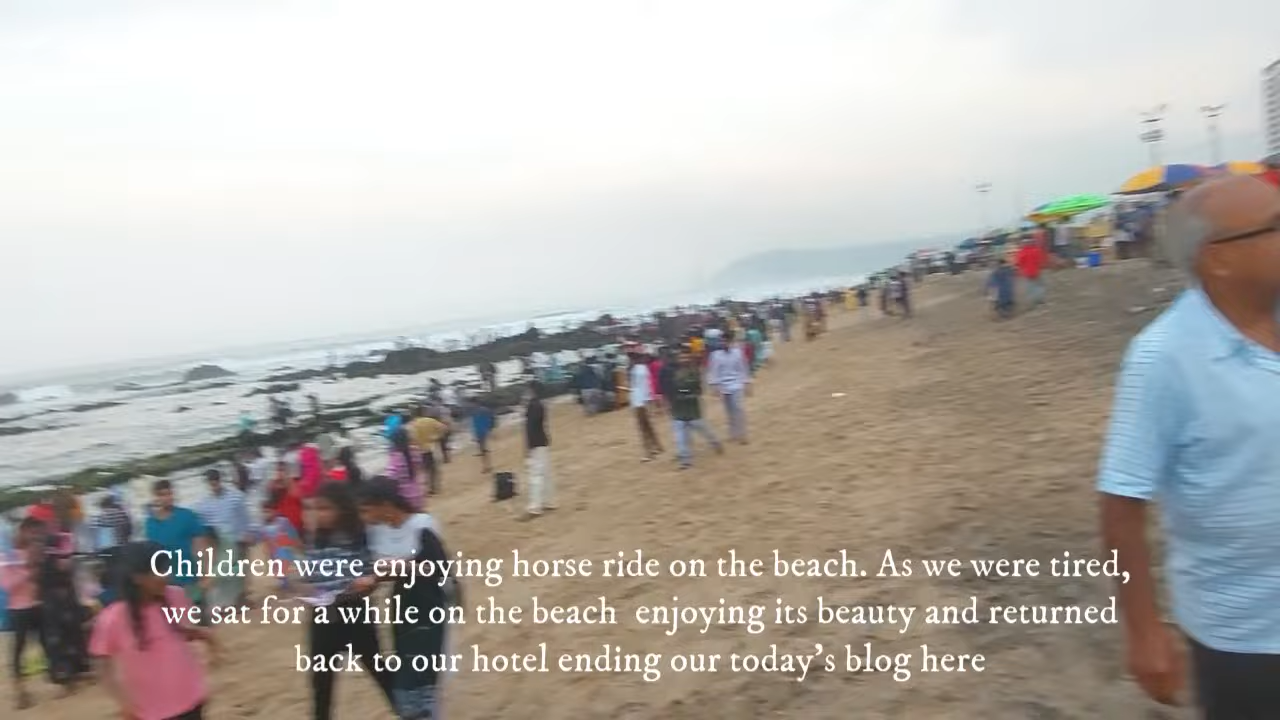 Children were enjoying horse ride on the beach. As we were tired,
we sat for a while on the beach  enjoying its beauty and returned
back to our hotel ending our today's blog here